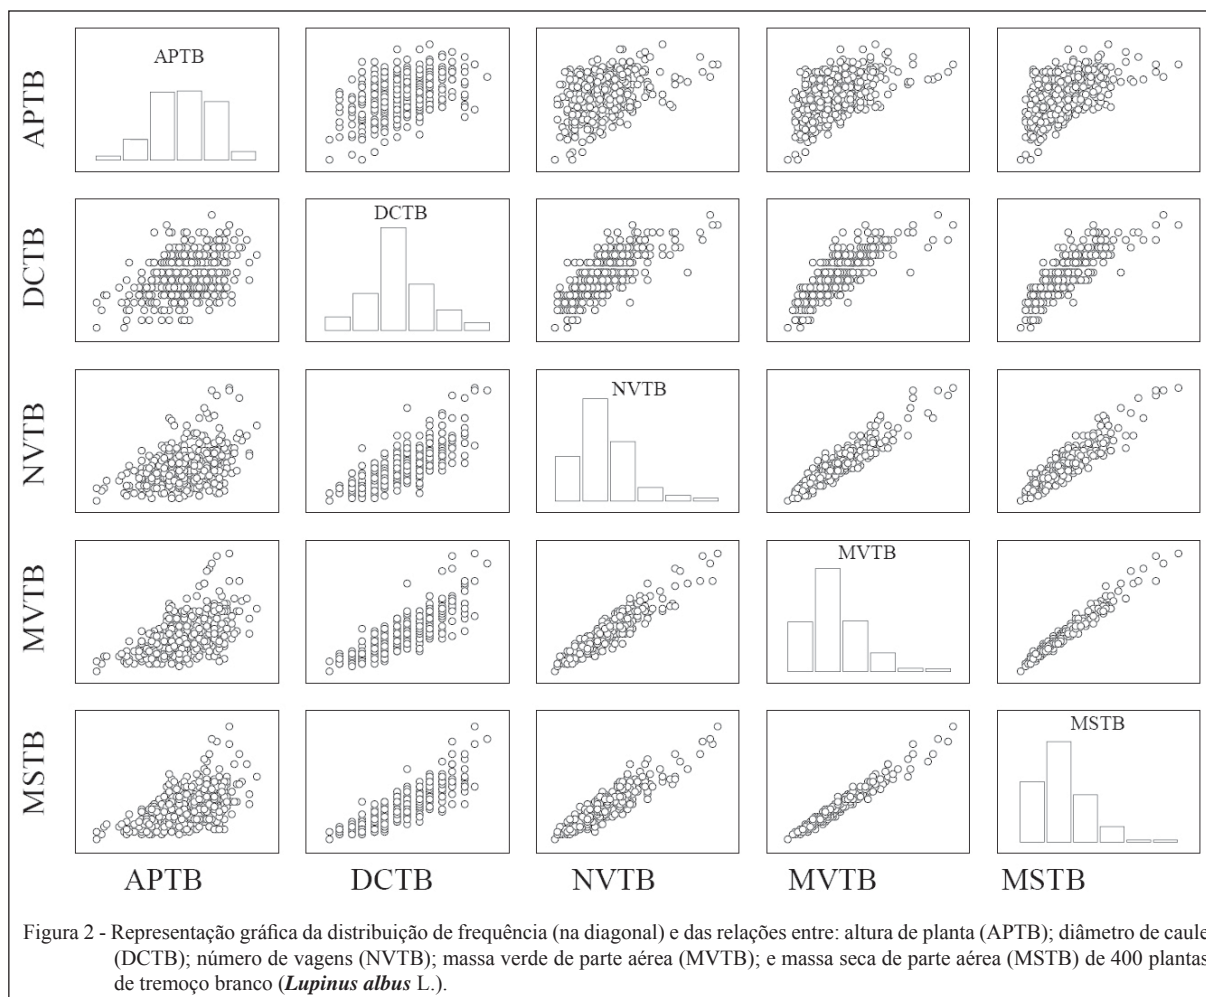 APTB
APTB
DCTB
DCTB
NVTB
NVTB
MVTB
MVTB
MSTB
MSTB
APTB DCTB NVTB MVTB MSTB
Figura 2 - Representação gráfica da distribuição de frequência (na diagonal) e das relações entre: altura de planta (APTB); diâmetro de caule
(DCTB); número de vagens (NVTB); massa verde de parte aérea (MVTB); e massa seca de parte aérea (MSTB) de 400 plantas
de tremoço branco (Lupinus albus L.).